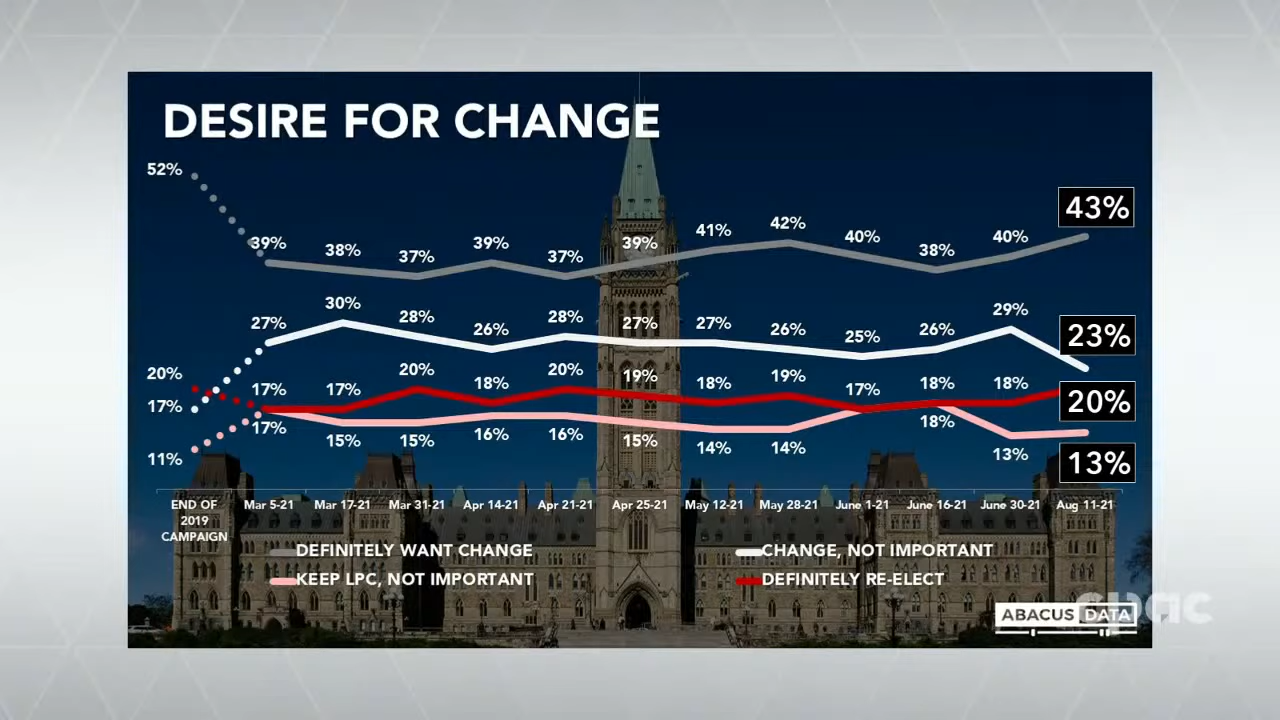 DESIRE FOR CHANGE
52%
39%
38%
37%
39%
37%
39%
41%
42%
40%
38%
40%
43%
27%
30%
28%
26%
28%
27%
27%
26%
25%
26%
29%
23%
20%
17%
17%
20%
18%
20%
19%
18%
19%
17%
18%
18%
20%
17%
11%
17%
15%
15%
16%
16%
15%
14%
14%
18%
13%
13%
END OF
2019
CAMPAIGN
Mar 5-21
Mar 17-21
Mar 31-21
Apr 14-21
Apr 21-21
Apr 25-21
May 12-21
May 28-21
June 1-21
June 16-21
June 30-21
Aug 11-21
DEFINITELY WANT CHANGE
CHANGE, NOT IMPORTANT
KEEP LPC, NOT IMPORTANT
DEFINITELY RE-ELECT
ABACUS DATA
cpac